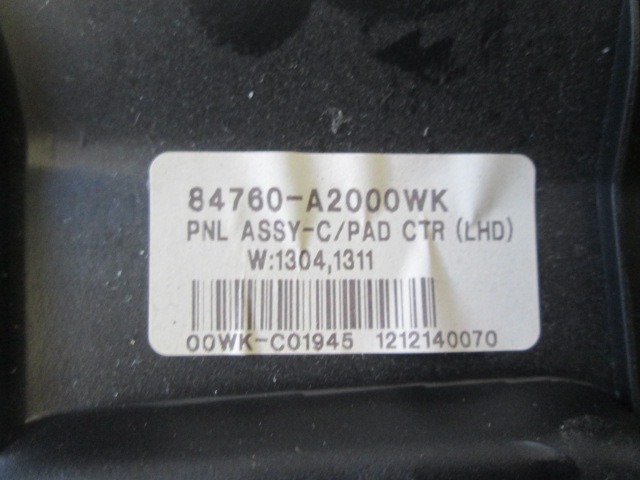 84760-A2000WK
PNL ASSY-C/PAD CTR (LHD)
W:1304,1311
00WK-C01945 1212140070